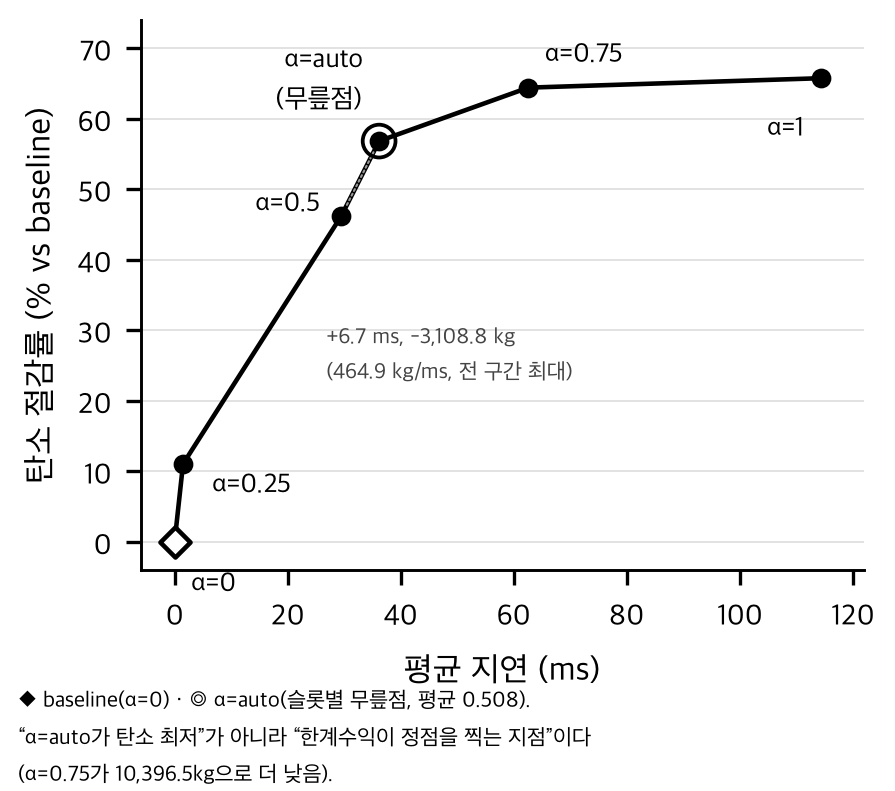 70
60
50
40
30
20
10
0
탄소 절감률 (% vs baseline)
α=auto
(무릎점)
α=0.75
α=1
α=0.5
+6.7 ms, −3,108.8 kg
(464.9 kg/ms, 전 구간 최대)
α=0.25
α=0
0 20 40 60 80 100 120
평균 지연 (ms)
◆ baseline(α=0) · ◎ α=auto(슬롯별 무릎점, 평균 0.508).
“α=auto가 탄소 최저”가 아니라 “한계수익이 정점을 찍는 지점”이다
(α=0.75가 10,396.5kg으로 더 낮음).